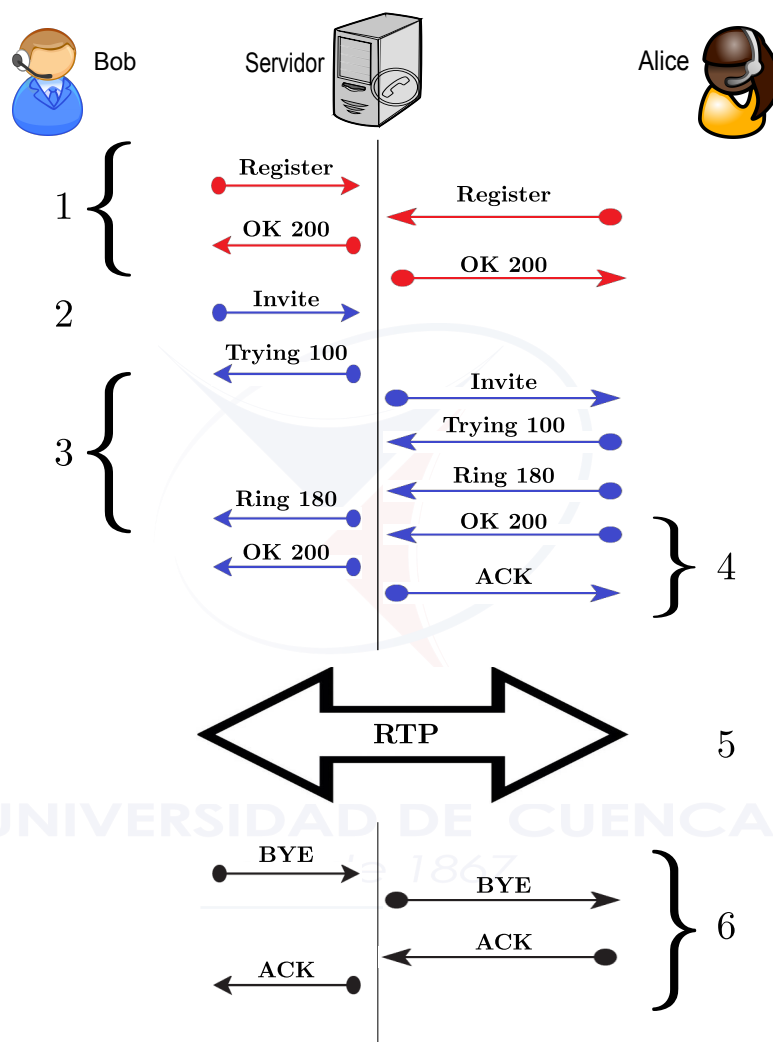 Bob
Servidor
Alice
1
Register
Register
OK 200
OK 200
2
Invite
Trying 100
Invite
3
Trying 100
Ring 180
Ring 180
OK 200
OK 200
4
ACK
RTP
5
UNIVERSIDAD DE CUENCA
de 1867
BYE
BYE
6
ACK
ACK